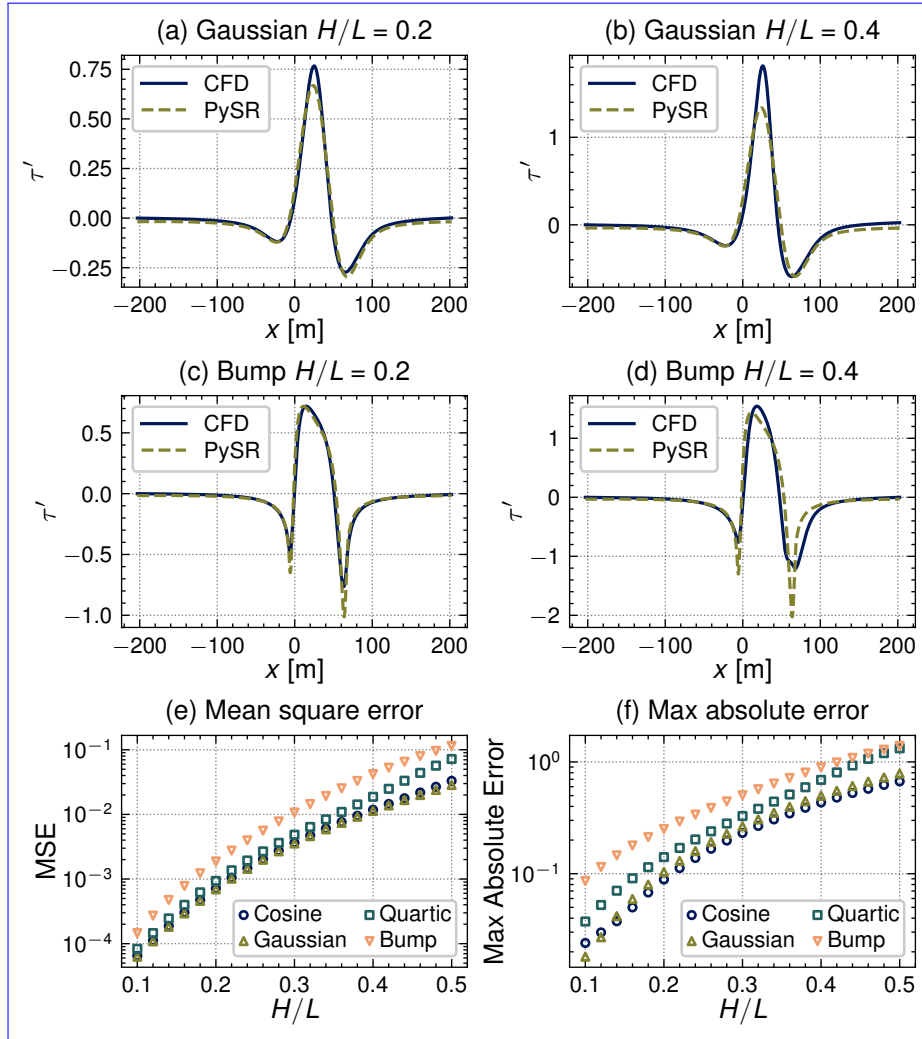 (a) Gaussian H/L = 0.2
(b) Gaussian H/L = 0.4
CFD
PySR
CFD
PySR
0.75
0.50
0.25
0.00
−0.25
τ′
1
0
τ′
−200
−100
0
100
200
x [m]
−200
−100
0
100
200
x [m]
(c) Bump H/L = 0.2
(d) Bump H/L = 0.4
CFD
PySR
CFD
PySR
0.5
0.0
−0.5
−1.0
τ′
1
0
−1
−2
τ′
−200
−100
0
100
200
x [m]
−200
−100
0
100
200
x [m]
(e) Mean square error
(f) Max absolute error
10⁻¹
10⁻²
10⁻³
10⁻⁴
MSE
Cosine
Quartic
Gaussian
Bump
10⁰
10⁻¹
Max Absolute Error
Cosine
Quartic
Gaussian
Bump
0.1
0.2
0.3
0.4
0.5
H/L
0.1
0.2
0.3
0.4
0.5
H/L